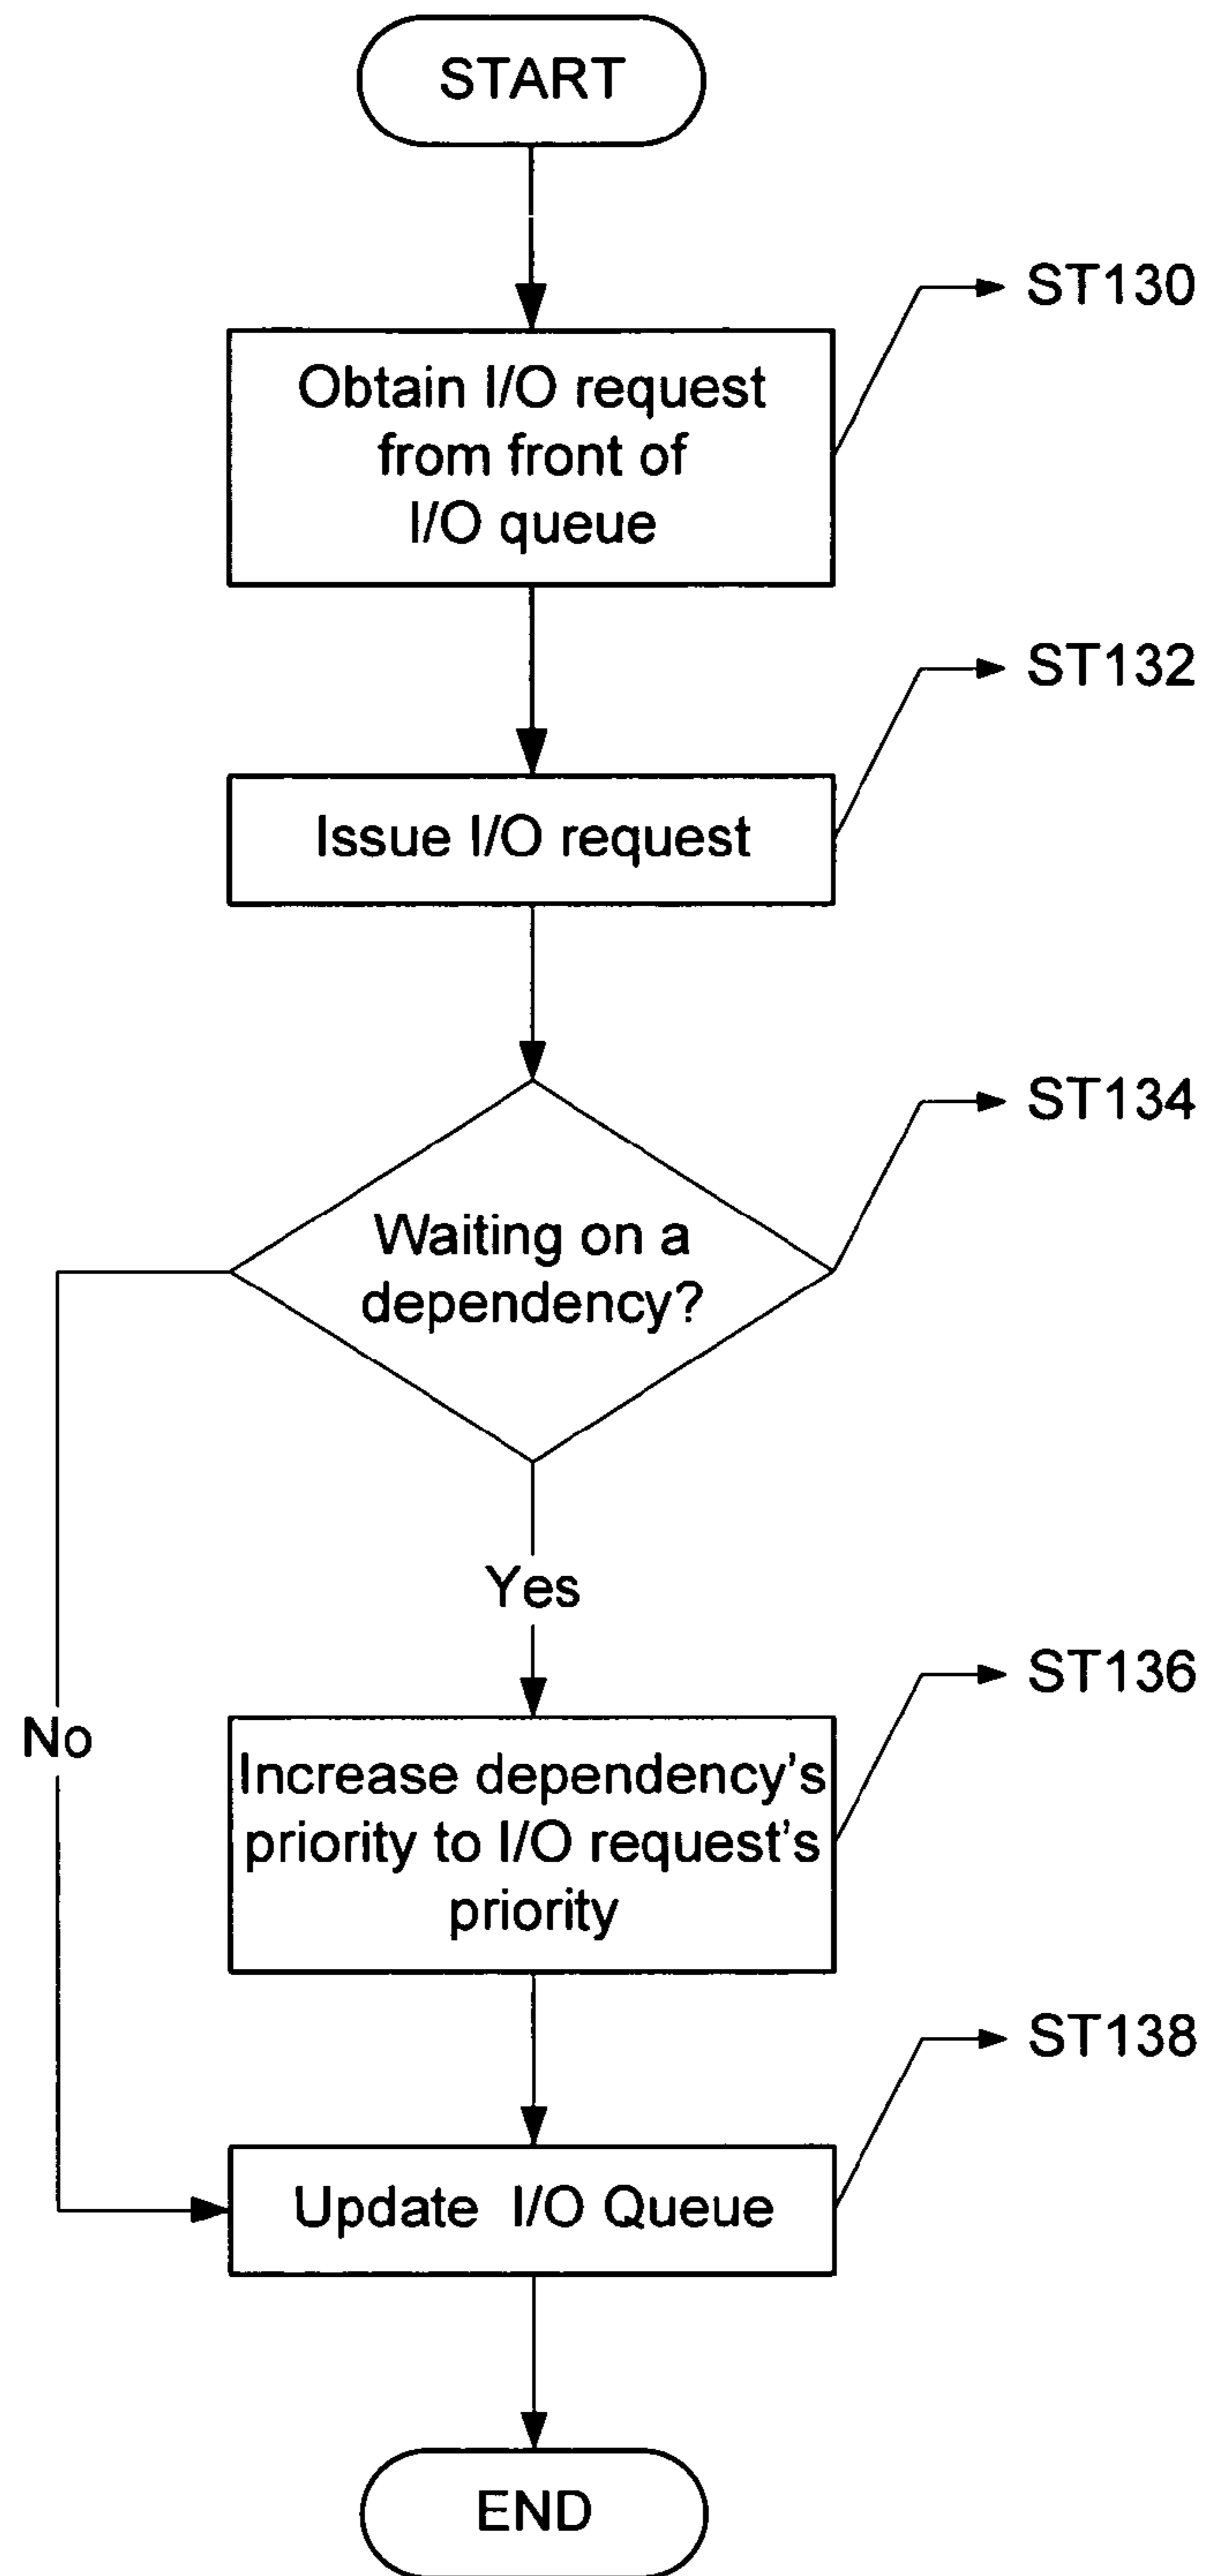 START
ST130
Obtain I/O request
from front of
I/O queue
ST132
Issue I/O request
ST134
Waiting on a
dependency?
Yes
ST136
No
Increase dependency's
priority to I/O request's
priority
ST138
Update I/O Queue
END